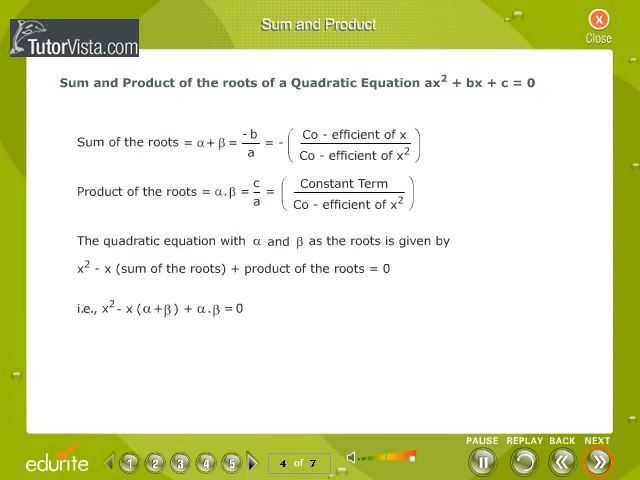 Sum and Product
X
Close
TutorVista.com
Sum and Product of the roots of a Quadratic Equation ax² + bx + c = 0
Sum of the roots = α + β = -b/a = - ( Co - efficient of x / Co - efficient of x² )
Product of the roots = α . β = c/a = ( Constant Term / Co - efficient of x² )
The quadratic equation with α and β as the roots is given by
x² - x (sum of the roots) + product of the roots = 0
i.e., x² - x ( α + β ) + α . β = 0
PAUSE REPLAY BACK NEXT
edurite 1 2 3 4 5 4 of 7